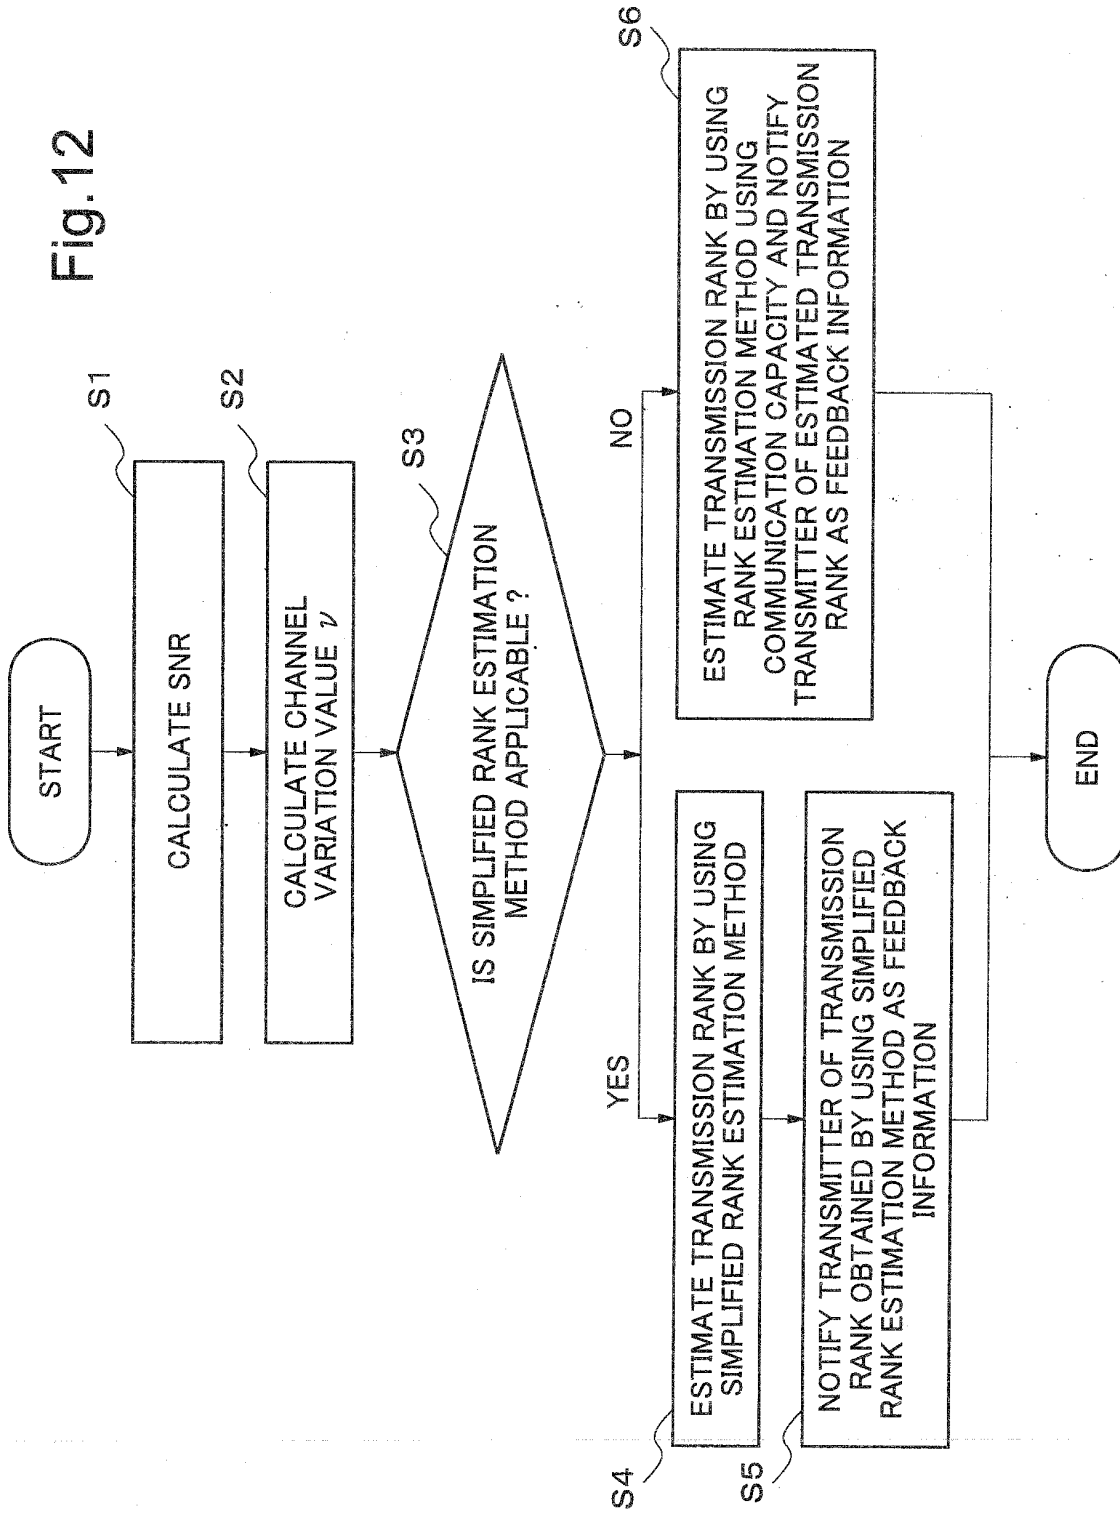 Fig.12
START
S1
CALCULATE SNR
S2
CALCULATE CHANNEL
VARIATION VALUE ν
S3
IS SIMPLIFIED RANK ESTIMATION
METHOD APPLICABLE ?
YES
NO
S4
ESTIMATE TRANSMISSION RANK BY USING
SIMPLIFIED RANK ESTIMATION METHOD
S5
NOTIFY TRANSMITTER OF TRANSMISSION
RANK OBTAINED BY USING SIMPLIFIED
RANK ESTIMATION METHOD AS FEEDBACK
INFORMATION
S6
ESTIMATE TRANSMISSION RANK BY USING
RANK ESTIMATION METHOD USING
COMMUNICATION CAPACITY AND NOTIFY
TRANSMITTER OF ESTIMATED TRANSMISSION
RANK AS FEEDBACK INFORMATION
END